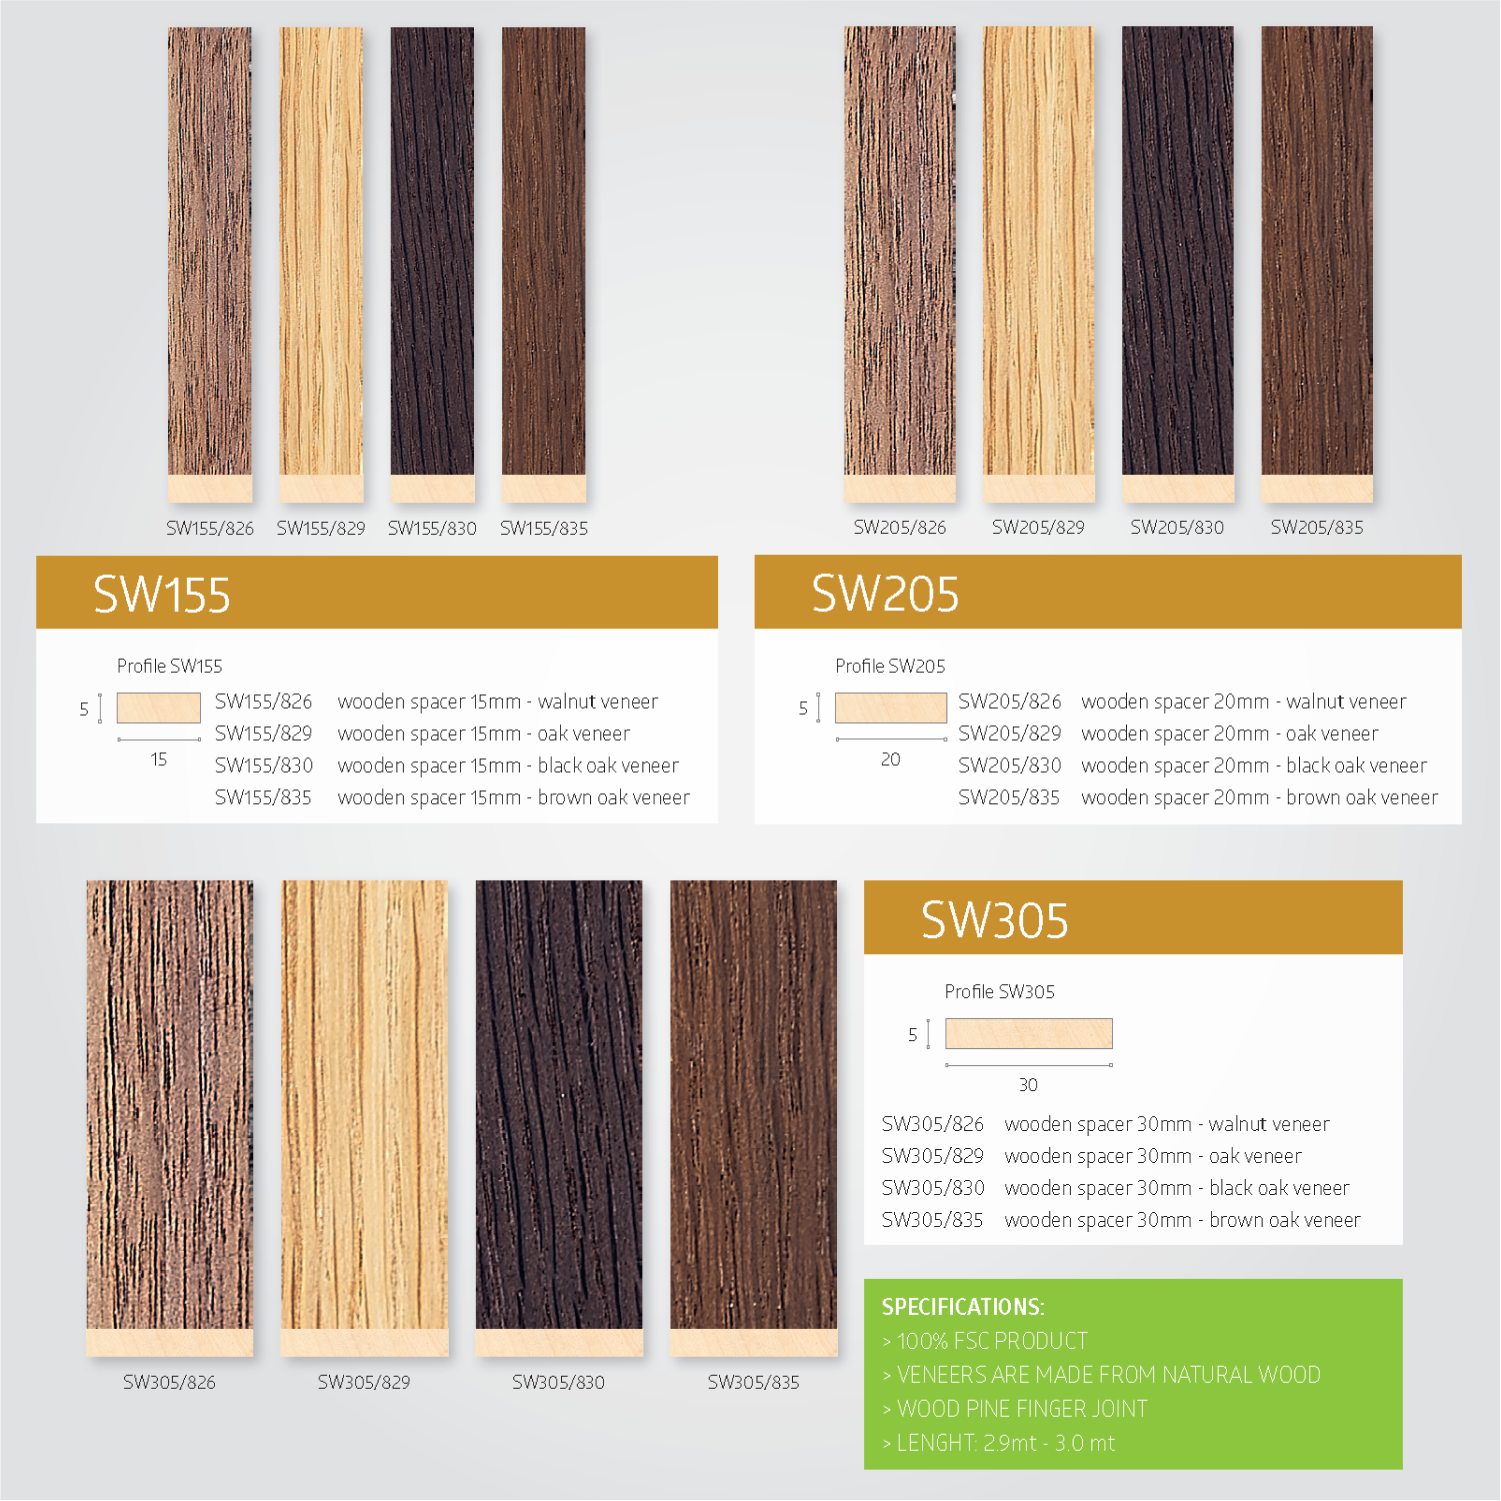 SW155/826 SW155/829 SW155/830 SW155/835
SW205/826 SW205/829 SW205/830 SW205/835
SW155
Profile SW155
5
15
SW155/826 wooden spacer 15mm - walnut veneer
SW155/829 wooden spacer 15mm - oak veneer
SW155/830 wooden spacer 15mm - black oak veneer
SW155/835 wooden spacer 15mm - brown oak veneer
SW205
Profile SW205
5
20
SW205/826 wooden spacer 20mm - walnut veneer
SW205/829 wooden spacer 20mm - oak veneer
SW205/830 wooden spacer 20mm - black oak veneer
SW205/835 wooden spacer 20mm - brown oak veneer
SW305/826 SW305/829 SW305/830 SW305/835
SW305
Profile SW305
5
30
SW305/826 wooden spacer 30mm - walnut veneer
SW305/829 wooden spacer 30mm - oak veneer
SW305/830 wooden spacer 30mm - black oak veneer
SW305/835 wooden spacer 30mm - brown oak veneer
SPECIFICATIONS:
> 100% FSC PRODUCT
> VENEERS ARE MADE FROM NATURAL WOOD
> WOOD PINE FINGER JOINT
> LENGHT: 2.9mt - 3.0 mt